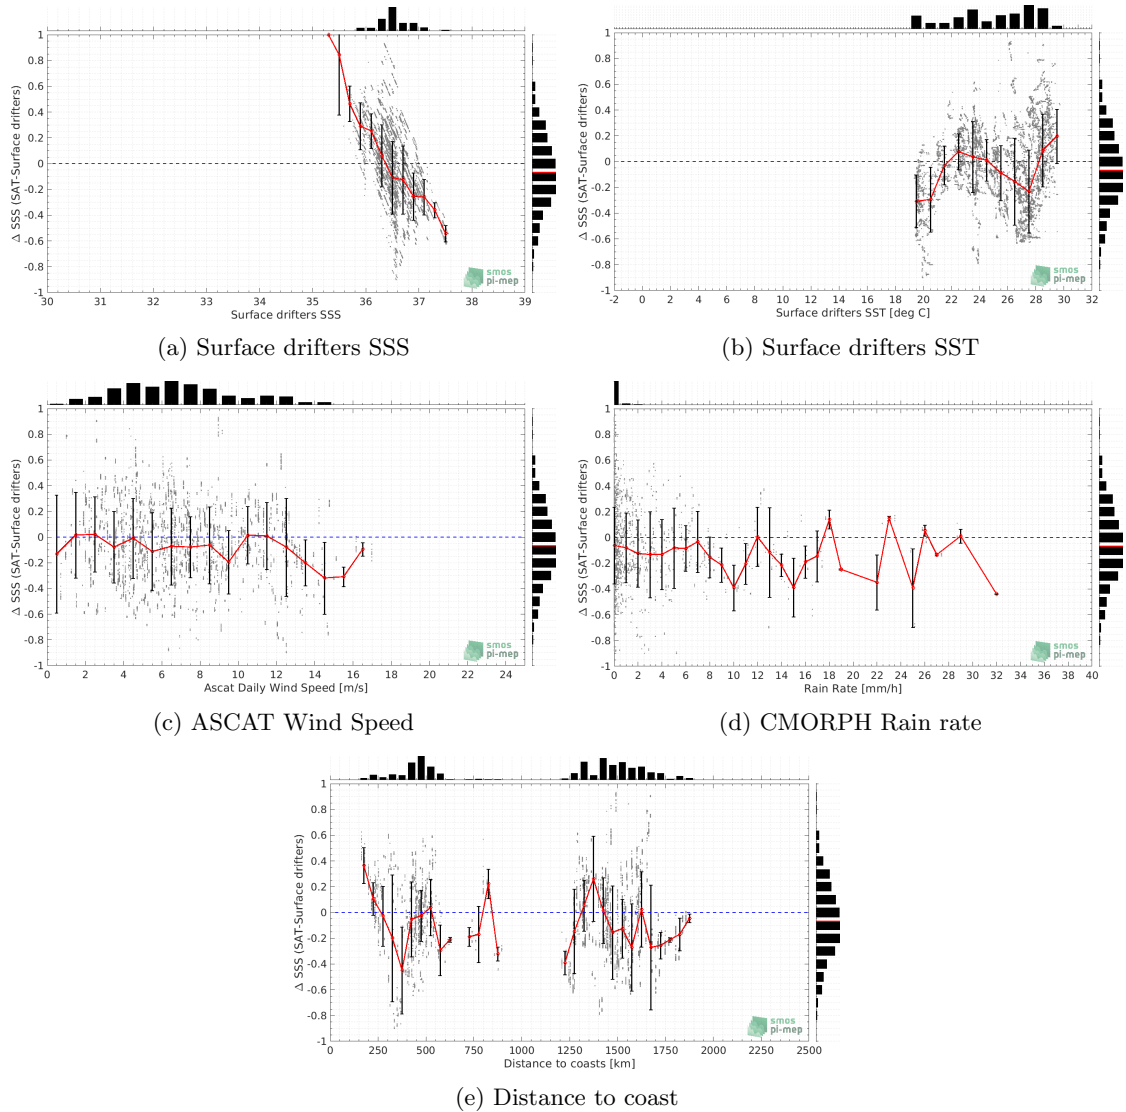 1
0.8
0.6
0.4
0.2
0
-0.2
-0.4
-0.6
-0.8
-1
Δ SSS (SAT-Surface drifters)
30 31 32 33 34 35 36 37 38 39
Surface drifters SSS
smos
pi-mep
(a) Surface drifters SSS
1
0.8
0.6
0.4
0.2
0
-0.2
-0.4
-0.6
-0.8
-1
Δ SSS (SAT-Surface drifters)
-2 0 2 4 6 8 10 12 14 16 18 20 22 24 26 28 30 32
Surface drifters SST [deg C]
smos
pi-mep
(b) Surface drifters SST
1
0.8
0.6
0.4
0.2
0
-0.2
-0.4
-0.6
-0.8
-1
Δ SSS (SAT-Surface drifters)
0 2 4 6 8 10 12 14 16 18 20 22 24
Ascat Daily Wind Speed [m/s]
smos
pi-mep
(c) ASCAT Wind Speed
1
0.8
0.6
0.4
0.2
0
-0.2
-0.4
-0.6
-0.8
-1
Δ SSS (SAT-Surface drifters)
0 2 4 6 8 10 12 14 16 18 20 22 24 26 28 30 32 34 36 38 40
Rain Rate [mm/h]
smos
pi-mep
(d) CMORPH Rain rate
1
0.8
0.6
0.4
0.2
0
-0.2
-0.4
-0.6
-0.8
-1
Δ SSS (SAT-Surface drifters)
0 250 500 750 1000 1250 1500 1750 2000 2250 2500
Distance to coasts [km]
smos
pi-mep
(e) Distance to coast